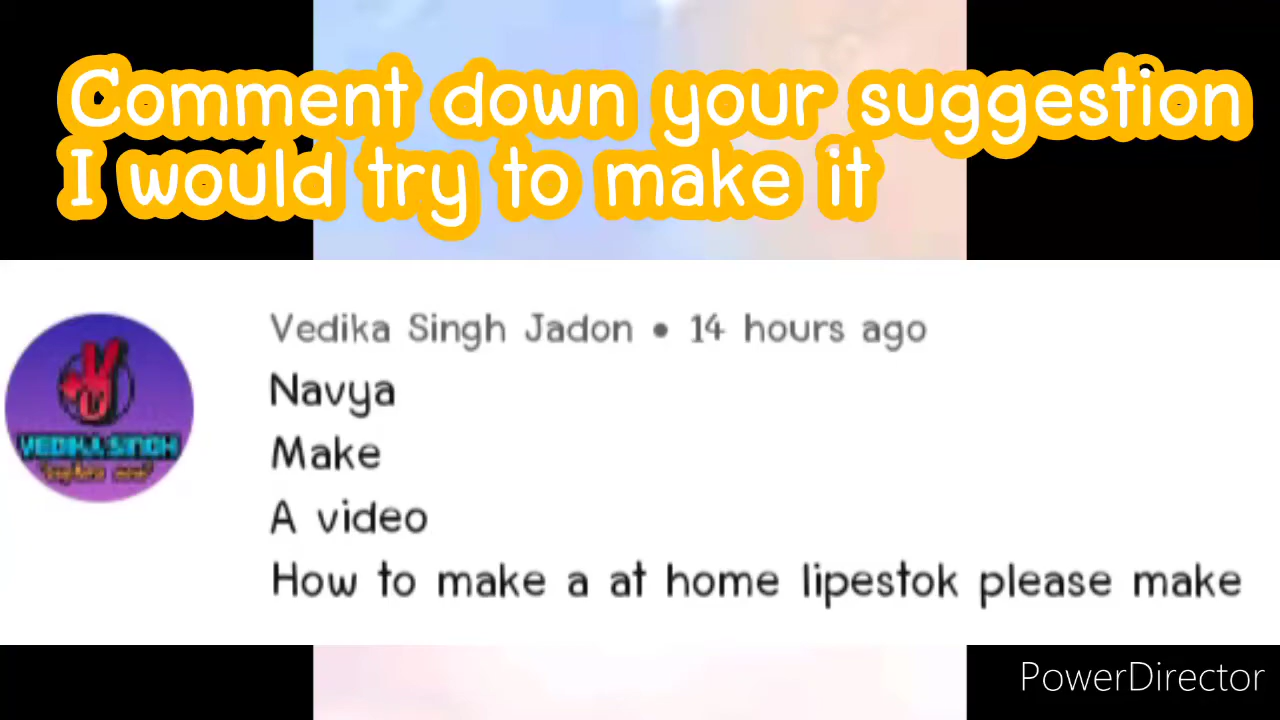 Comment down your suggestion
I would try to make it
Vedika Singh Jadon • 14 hours ago
Navya
Make
A video
How to make a at home lipestok please make
VEDIKA SINGH
PowerDirector